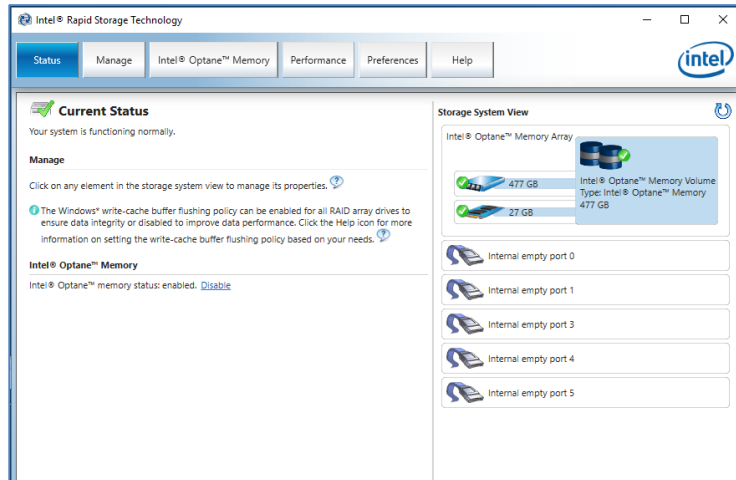 Intel® Rapid Storage Technology
Status
Manage
Intel® Optane™ Memory
Performance
Preferences
Help
intel
Current Status
Your system is functioning normally.
Manage
Click on any element in the storage system view to manage its properties.
The Windows* write-cache buffer flushing policy can be enabled for all RAID array drives to
ensure data integrity or disabled to improve data performance. Click the Help icon for more
information on setting the write-cache buffer flushing policy based on your needs.
Intel® Optane™ Memory
Intel® Optane™ memory status: enabled. Disable
Storage System View
Intel® Optane™ Memory Array
477 GB
27 GB
Intel® Optane™ Memory Volume
Type: Intel® Optane™ Memory
477 GB
Internal empty port 0
Internal empty port 1
Internal empty port 3
Internal empty port 4
Internal empty port 5